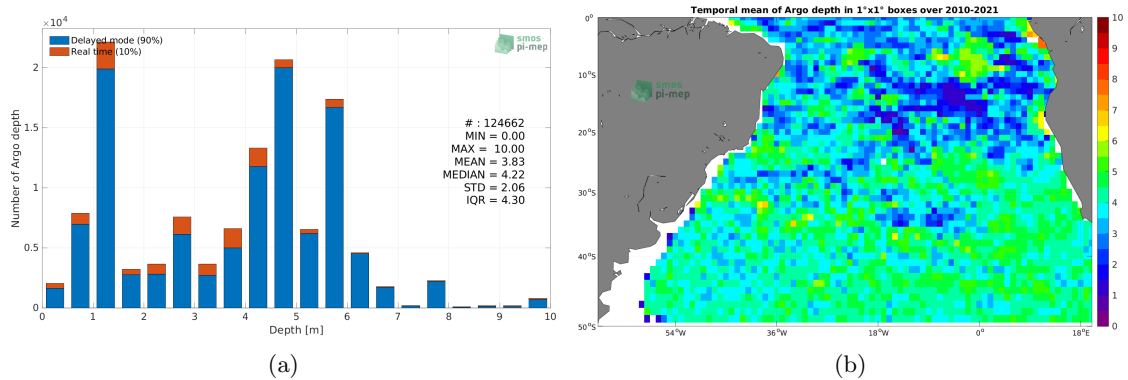 ×10⁴
Delayed mode (90%)
Real time (10%)
smos
pi-mep
2
1.5
1
0.5
0
Number of Argo depth
# : 124662
MIN = 0.00
MAX = 10.00
MEAN = 3.83
MEDIAN = 4.22
STD = 2.06
IQR = 4.30
0 1 2 3 4 5 6 7 8 9 10
Depth [m]
(a)
Temporal mean of Argo depth in 1°x1° boxes over 2010-2021
smos
pi-mep
0°
10°S
20°S
30°S
40°S
50°S
54°W 36°W 18°W 0° 18°E
10
9
8
7
6
5
4
3
2
1
0
(b)